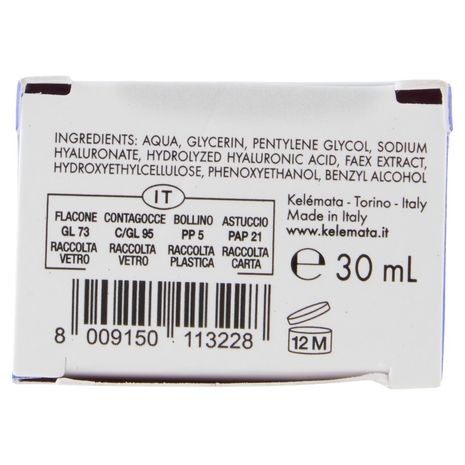 INGREDIENTS: AQUA, GLYCERIN, PENTYLENE GLYCOL, SODIUM
HYALURONATE, HYDROLYZED HYALURONIC ACID, FAEX EXTRACT,
HYDROXYETHYLCELLULOSE, PHENOXYETHANOL, BENZYL ALCOHOL
IT
FLACONE CONTAGOCCE BOLLINO ASTUCCIO
GL 73 C/GL 95 PP 5 PAP 21
RACCOLTA RACCOLTA RACCOLTA RACCOLTA
VETRO VETRO PLASTICA CARTA
Kelémata - Torino - Italy
Made in Italy
www.kelemata.it
℮ 30 mL
8 009150 113228
12 M